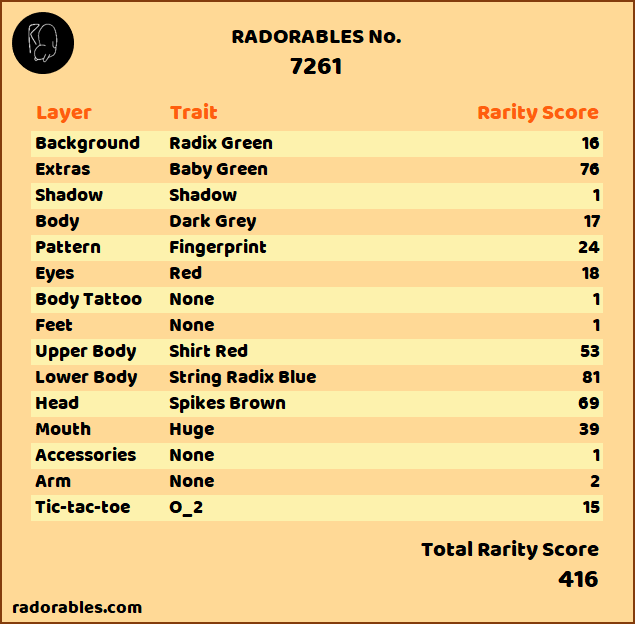 RADORABLES No.
7261
Layer Trait Rarity Score
Background Radix Green 16
Extras Baby Green 76
Shadow Shadow 1
Body Dark Grey 17
Pattern Fingerprint 24
Eyes Red 18
Body Tattoo None 1
Feet None 1
Upper Body Shirt Red 53
Lower Body String Radix Blue 81
Head Spikes Brown 69
Mouth Huge 39
Accessories None 1
Arm None 2
Tic-tac-toe O_2 15
Total Rarity Score
416
radorables.com